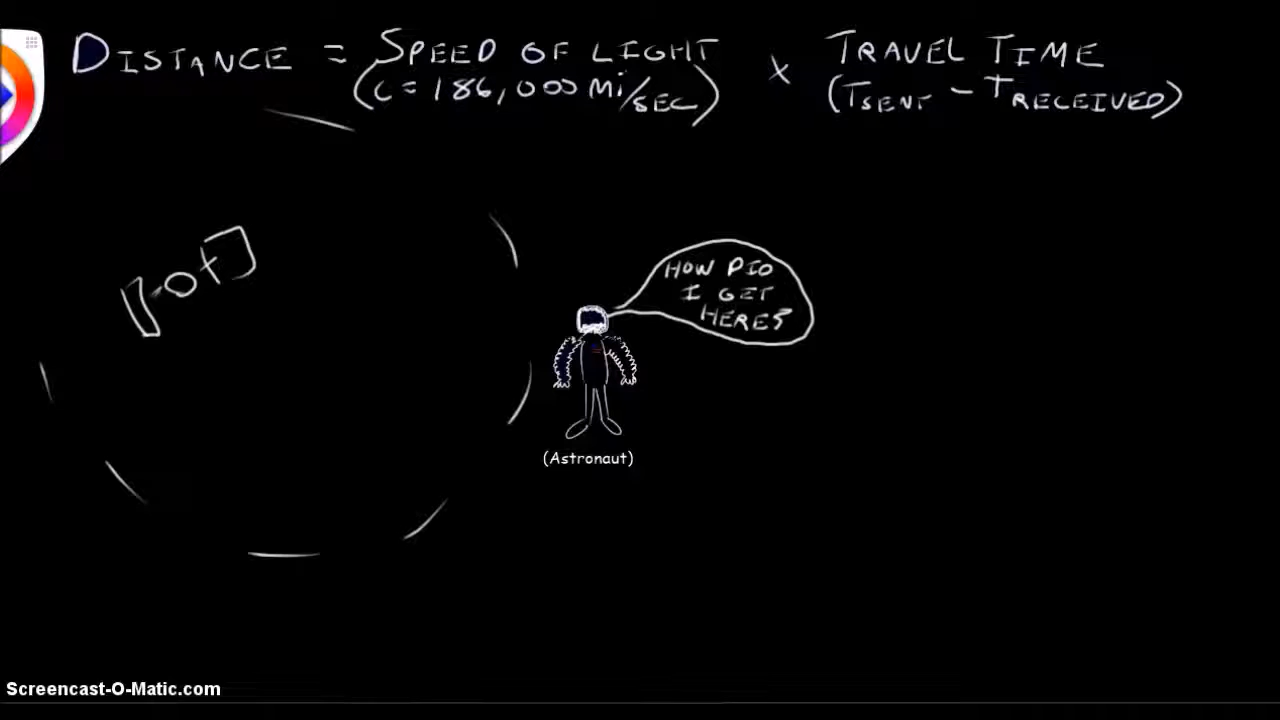 DISTANCE = SPEED OF LIGHT x TRAVEL TIME
(C = 186,000 Mi/SEC) (TSENT - TRECEIVED)
HOW DID
I GET
HERE?
(Astronaut)
Screencast-O-Matic.com